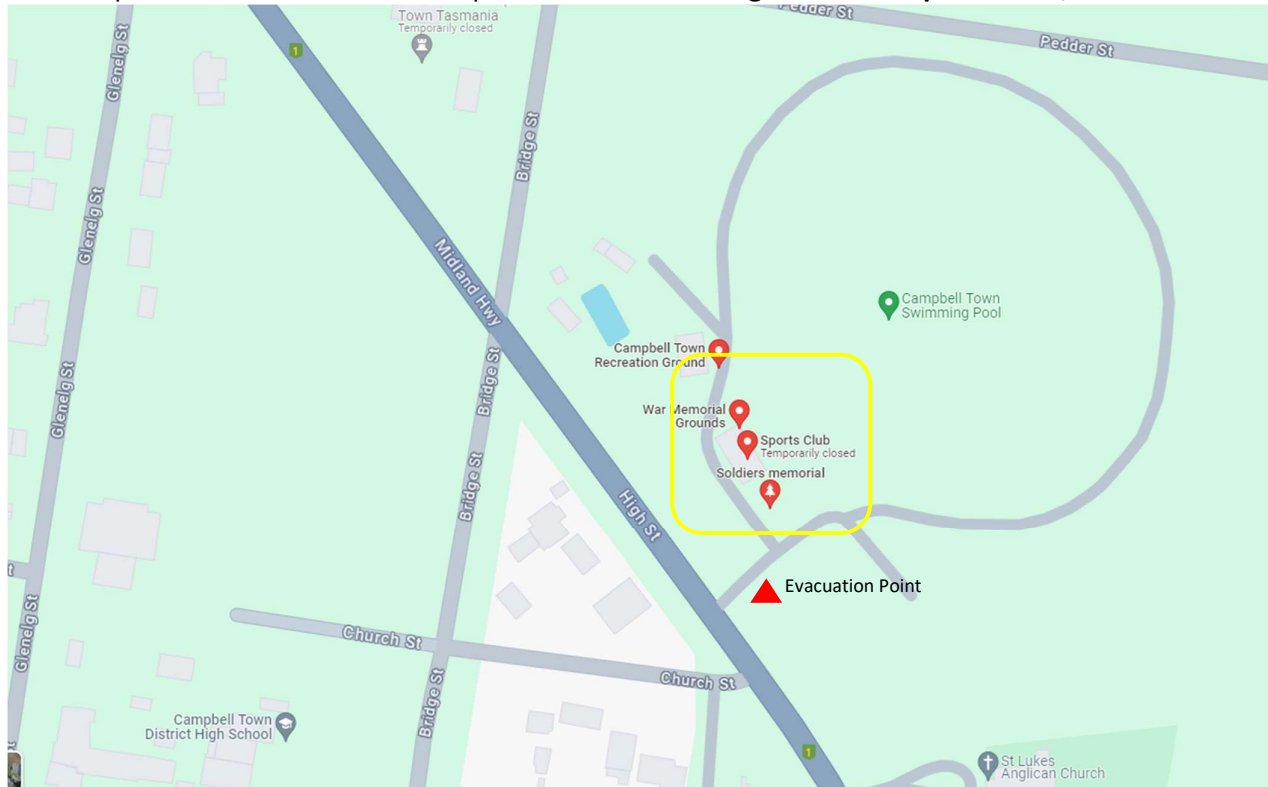 Town Tasmania
Temporarily closed
Pedder St
Pedder St
1
Glenelg St
Bridge St
Glenelg St
Midland Hwy
Campbell Town
Swimming Pool
Campbell Town
Recreation Ground
Bridge St
Glenelg St
War Memorial
Grounds
Sports Club
Temporarily closed
Soldiers memorial
Bridge St
High St
Evacuation Point
Glenelg St
Church St
Church St
Campbell Town
District High School
Bridge St
1
St Lukes
Anglican Church